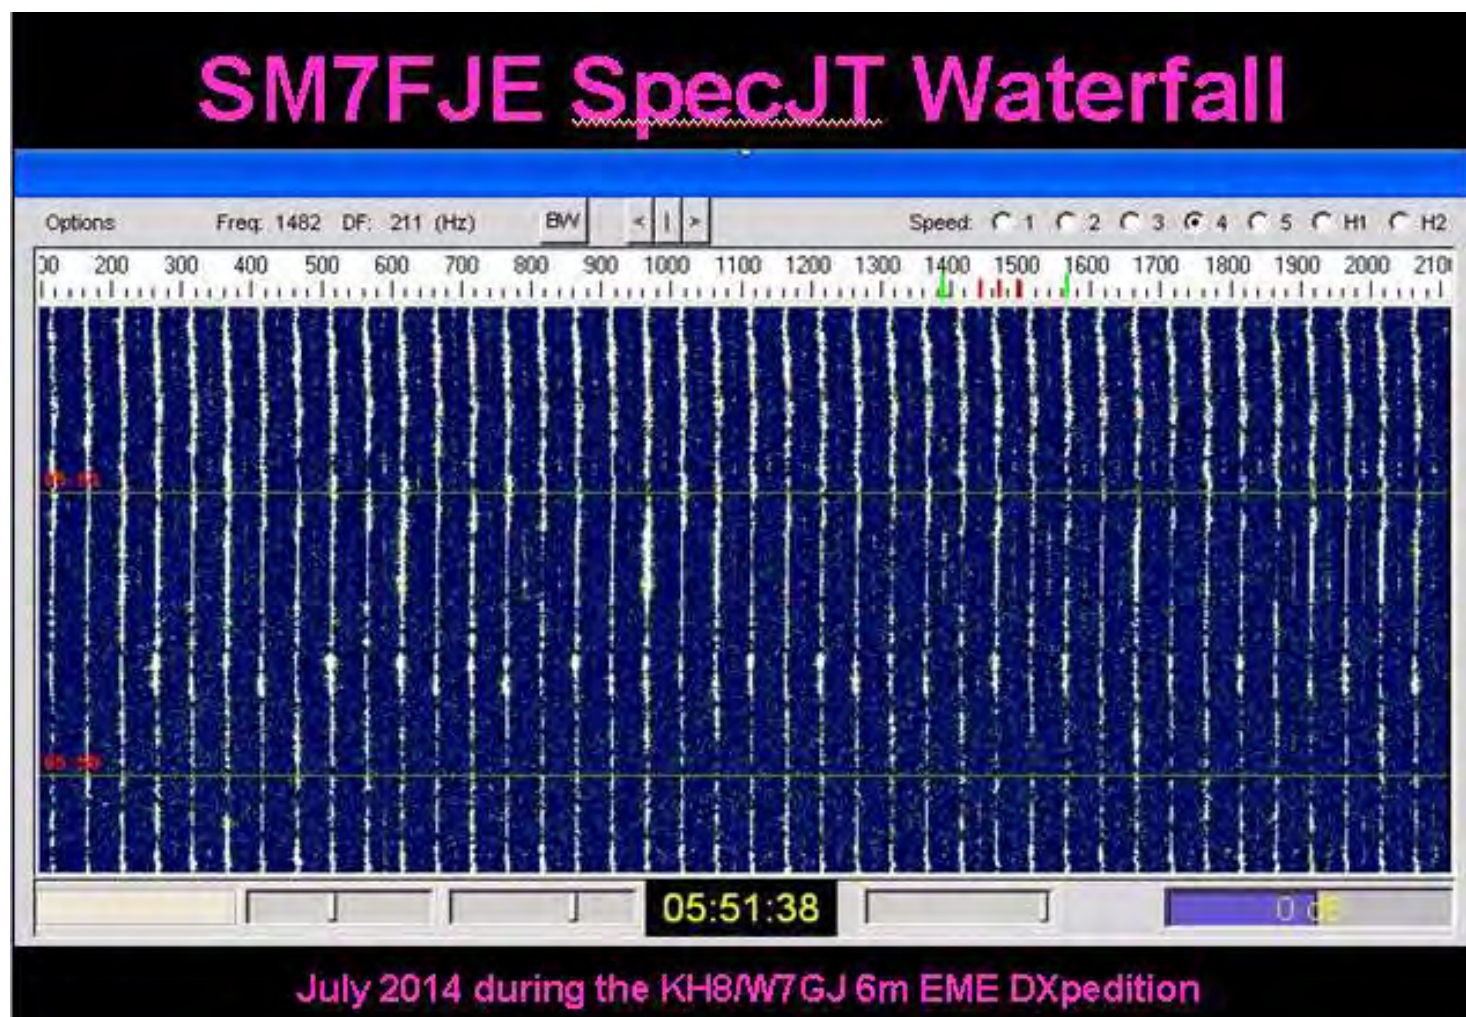 SM7FJE SpecJT Waterfall
Options Freq: 1482 DF: 211 (Hz) BW < | > Speed: 1 2 3 4 5 H1 H2
200 300 400 500 600 700 800 900 1000 1100 1200 1300 1400 1500 1600 1700 1800 1900 2000
05:51:38 0 dB
July 2014 during the KH8/W7GJ 6m EME DXpedition